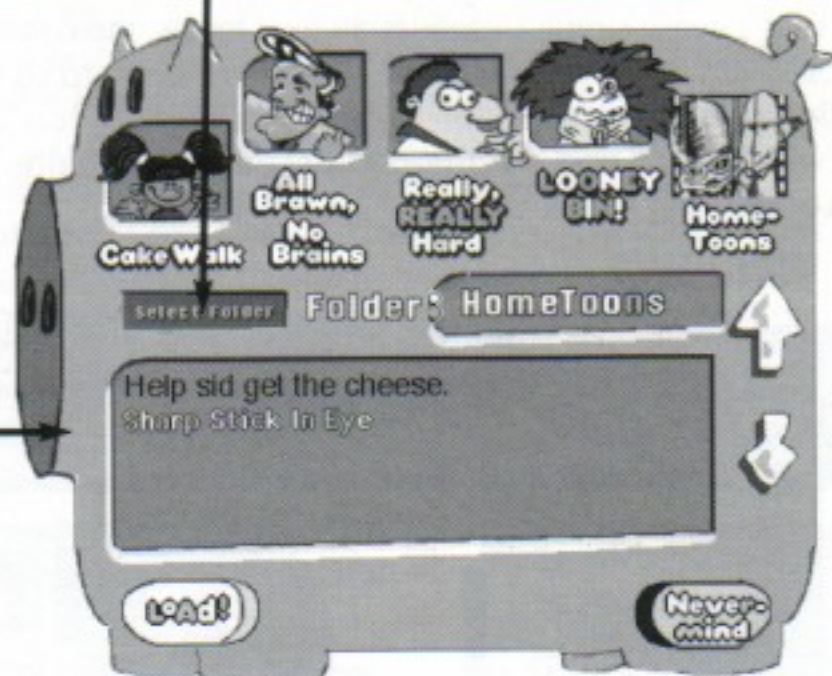 Cake Walk
All
Brawn,
No
Brains
Really,
REALLY
Hard
LOONEY
BIN!
Home-
Toons
Select Folder
Folder: HomeToons
Help sid get the cheese.
Sharp Stick In Eye
LOAd!
Never-
mind